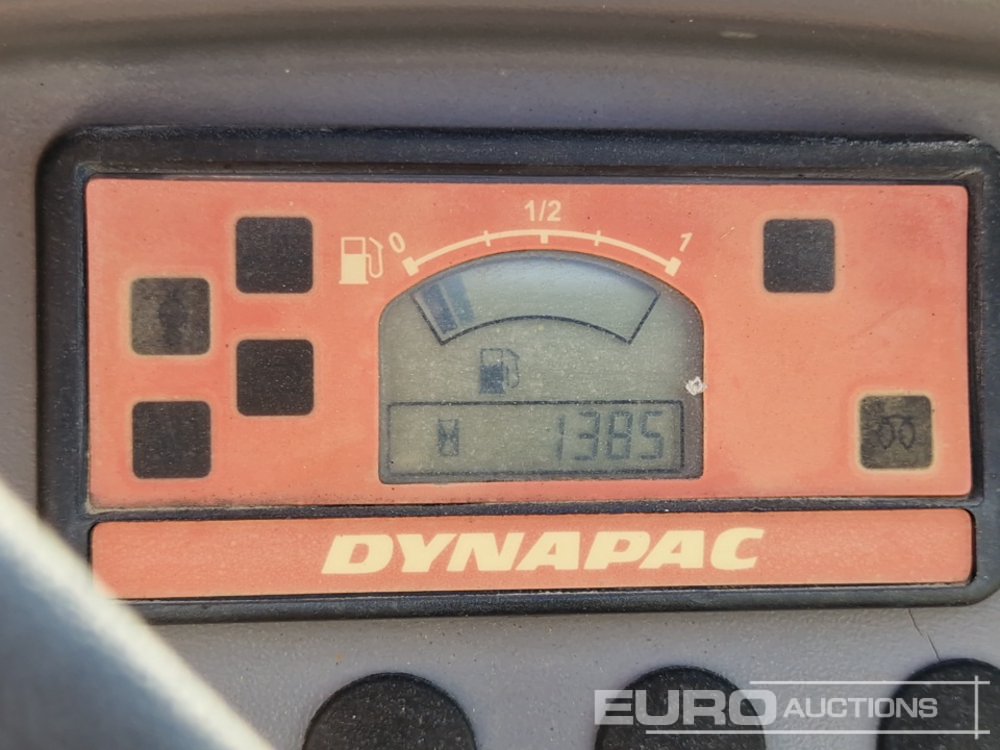 1/2
0 1
1385
DYNAPAC
EURO AUCTIONS